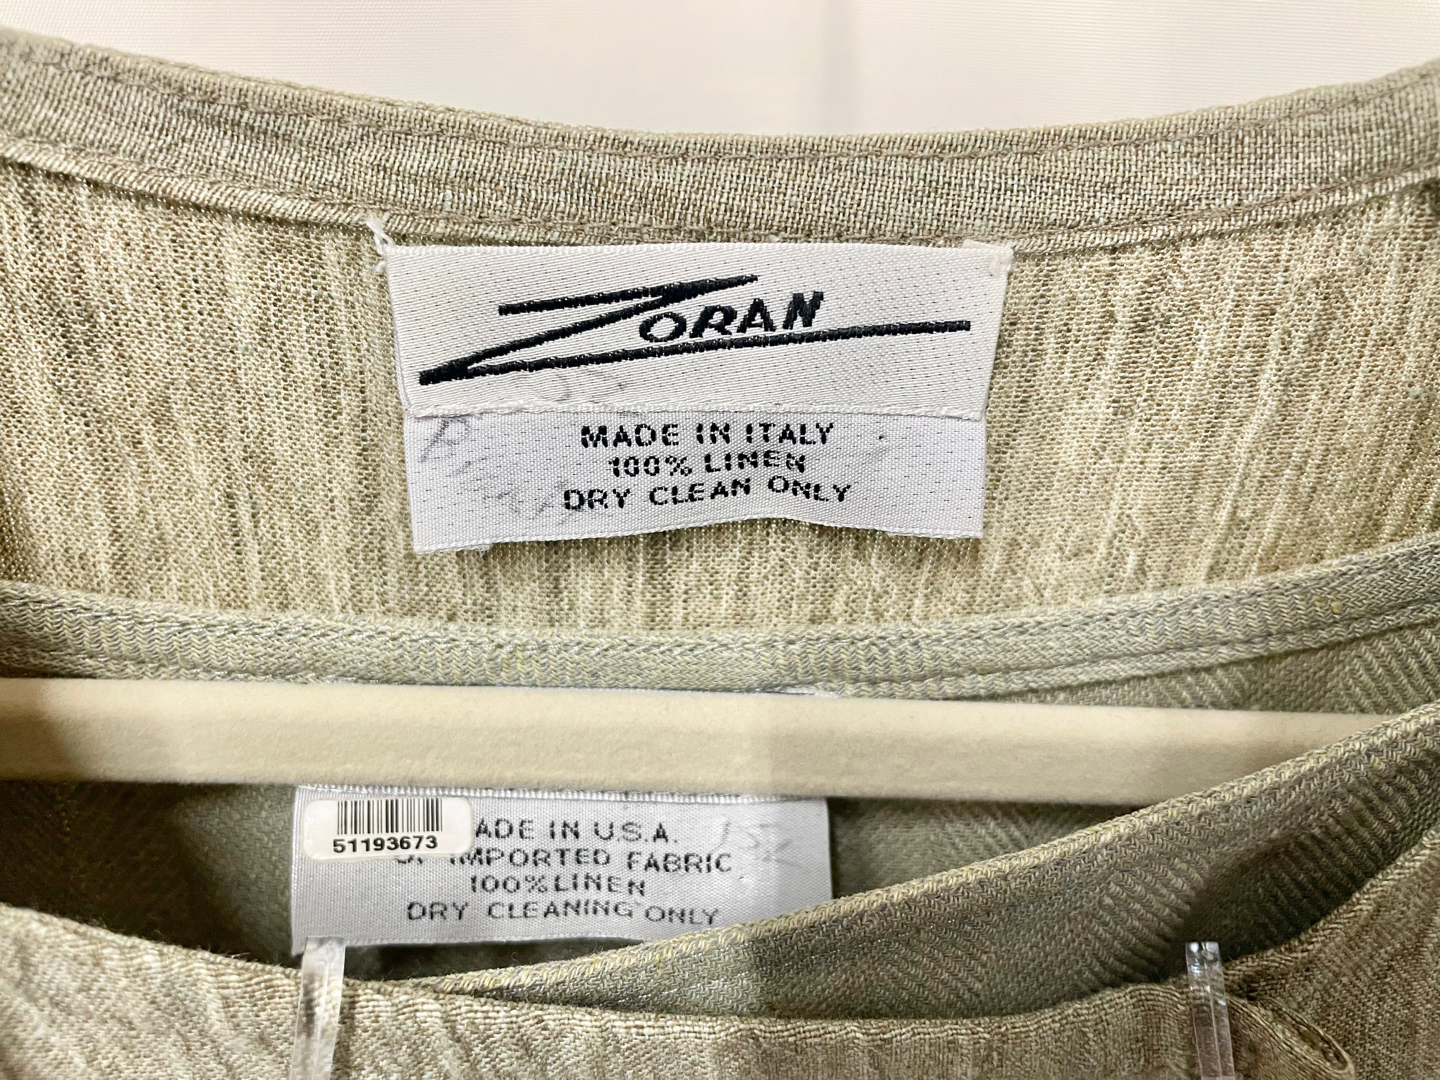 ZORAN
MADE IN ITALY
100% LINEN
DRY CLEAN ONLY
51193673
ADE IN U.S.A.
IMPORTED FABRIC
100% LINEN
DRY CLEANING ONLY